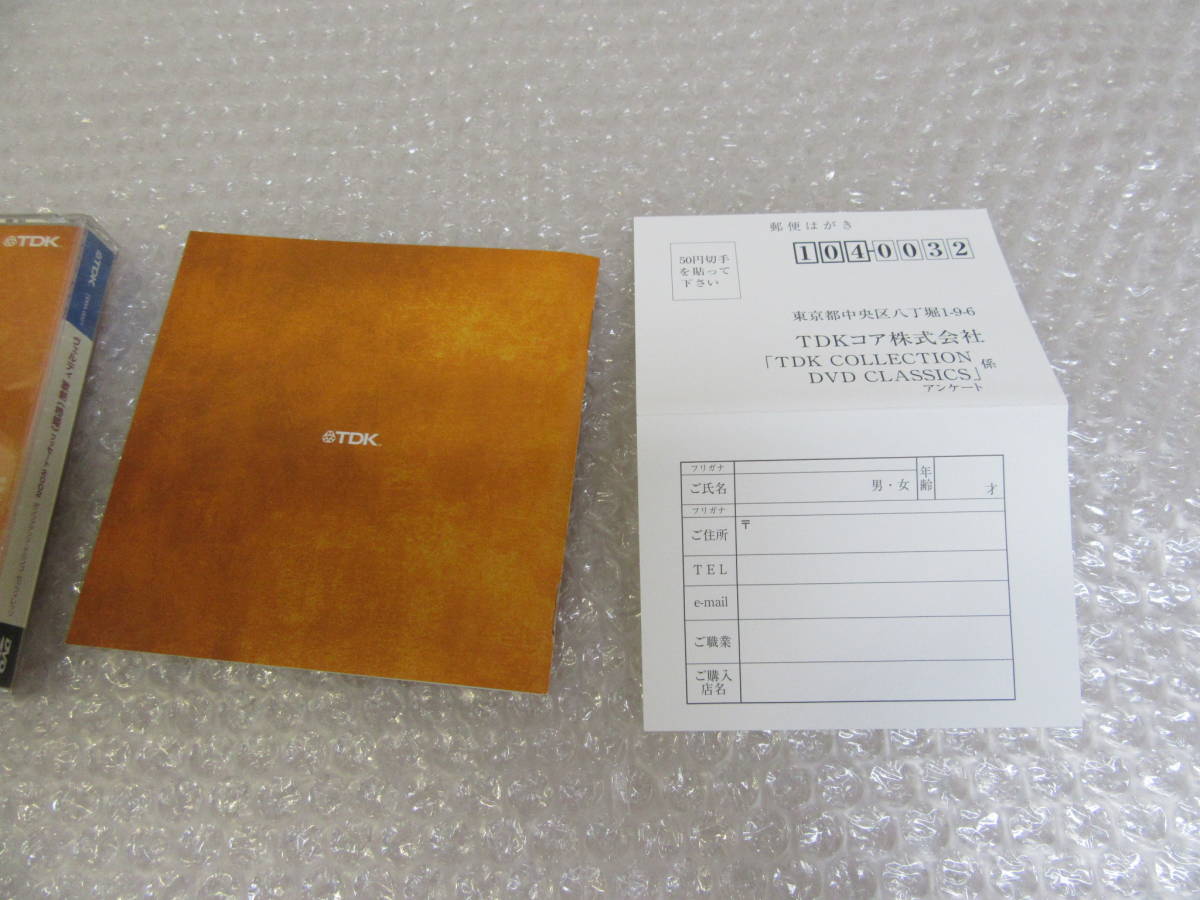 TDK
TDK
DVD
TDK
郵便はがき
104-0032
50円切手
を貼って
下さい
東京都中央区八丁堀1-9-6
TDKコア株式会社
「TDK COLLECTION
DVD CLASSICS」係
アンケート
フリガナ
ご氏名
男・女
年齢
才
フリガナ
ご住所
〒
TEL
e-mail
ご職業
ご購入
店名